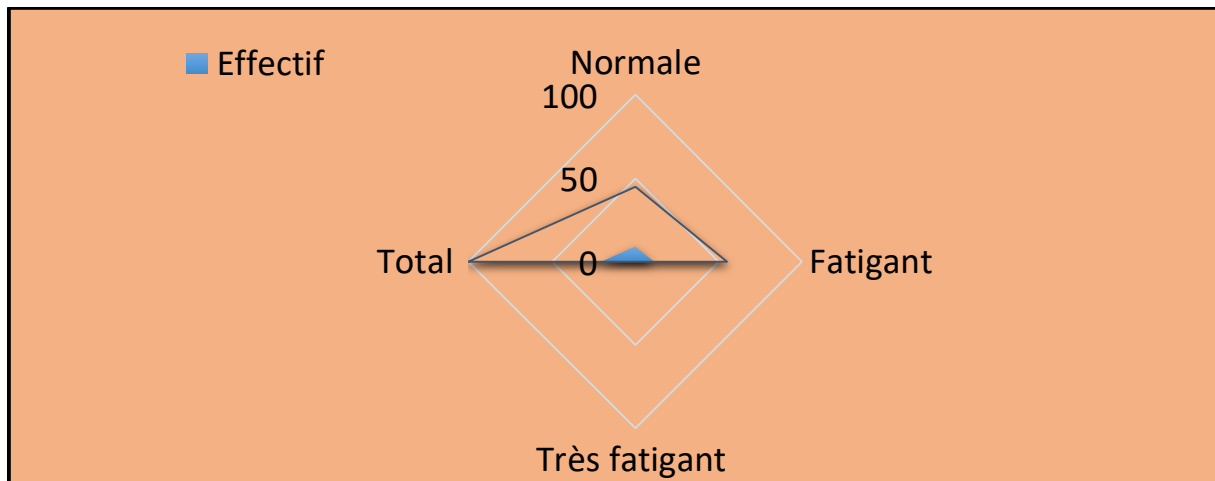 Effectif
Normale
100
50
Total
0
Fatigant
Très fatigant